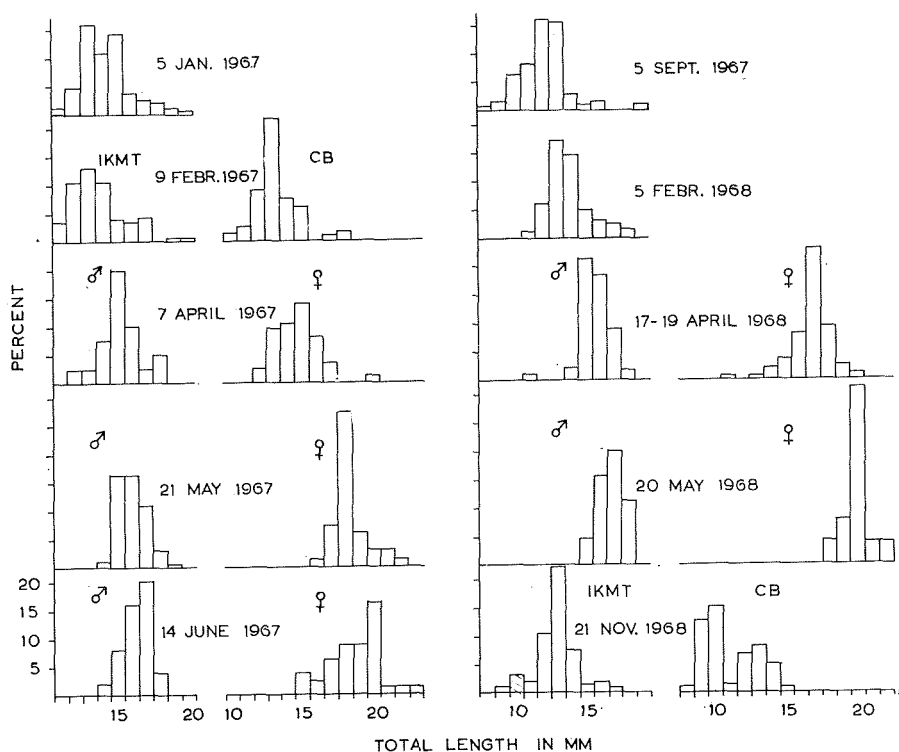 5 JAN. 1967
IKMT
9 FEBR.1967
CB
♂
7 APRIL 1967
♀
♂
21 MAY 1967
♀
♂
14 JUNE 1967
♀
5 SEPT. 1967
5 FEBR. 1968
♂
17-19 APRIL 1968
♀
♂
20 MAY 1968
♀
IKMT
21 NOV. 1968
CB
PERCENT
20
15
10
5
15 20 10 15 20 10 15 10 15 20
TOTAL LENGTH IN MM